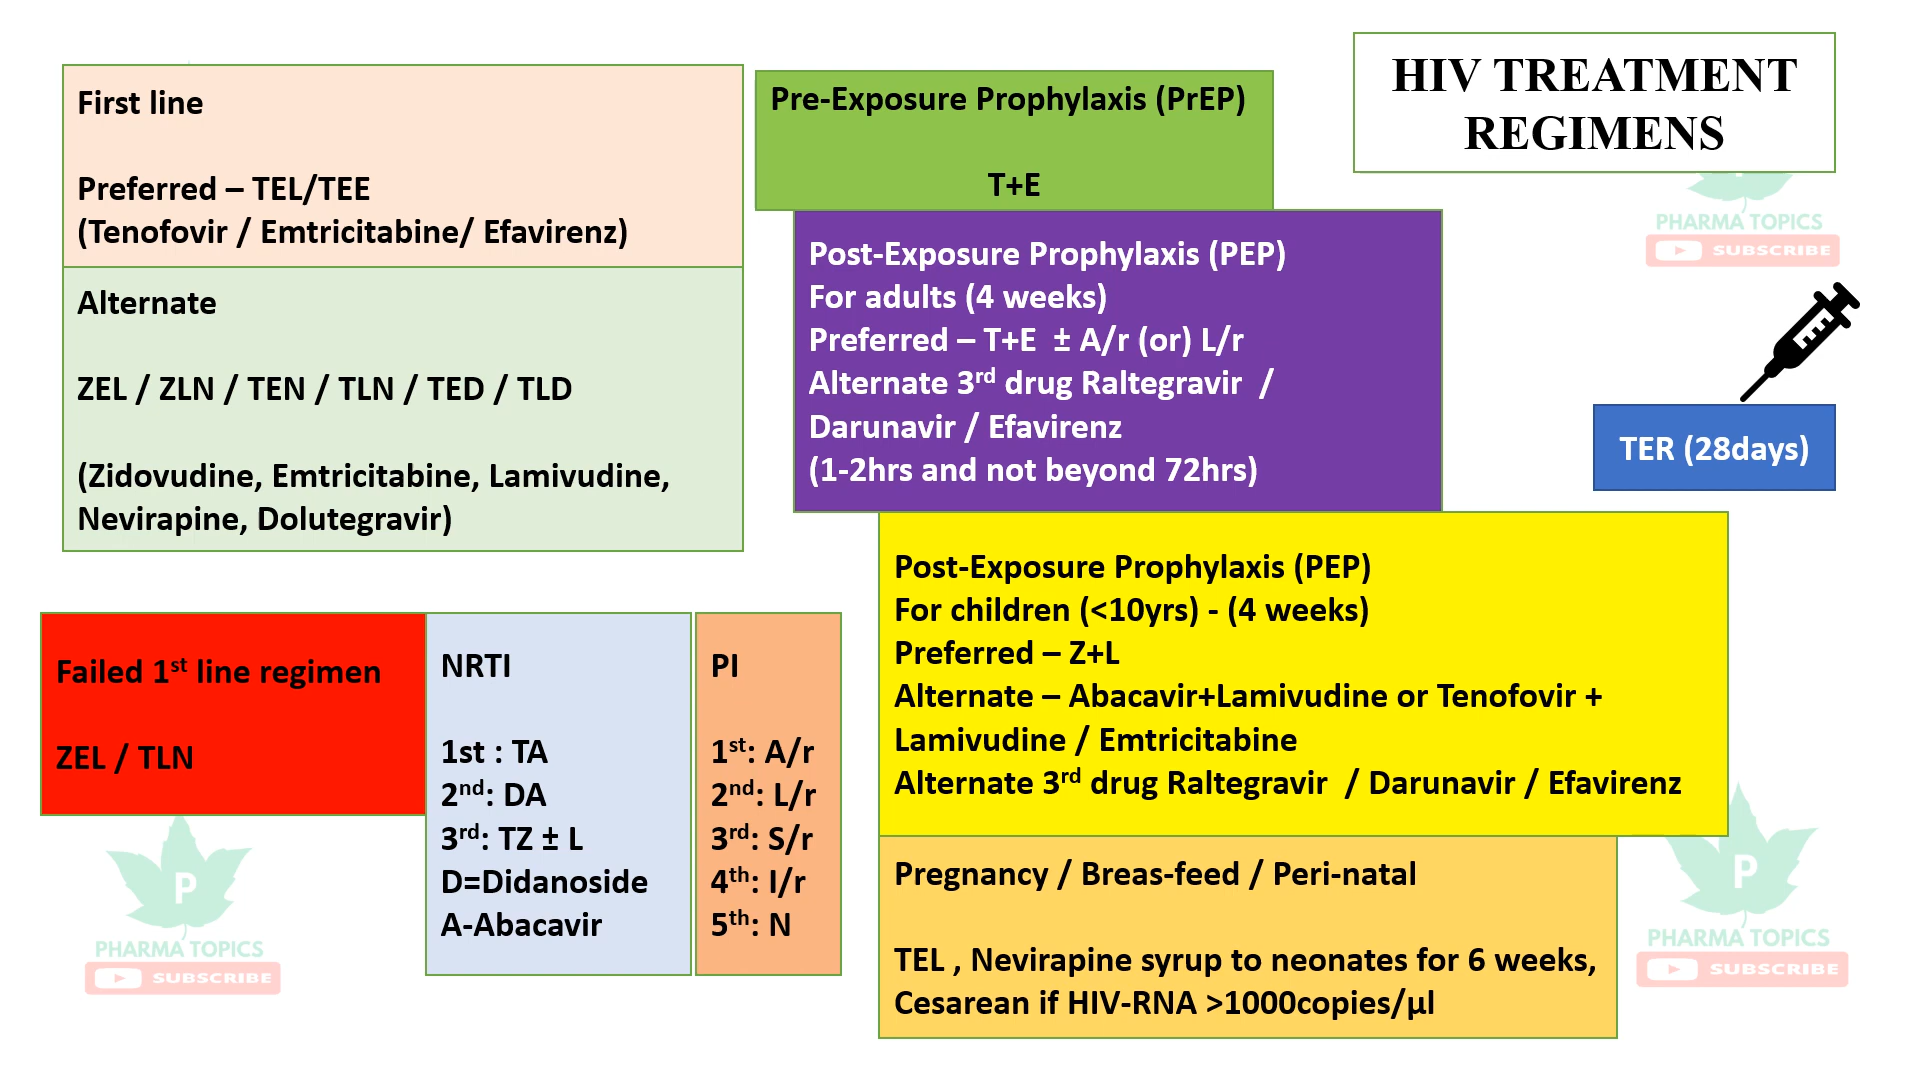 HIV TREATMENT
REGIMENS
First line
Preferred – TEL/TEE
(Tenofovir / Emtricitabine/ Efavirenz)
Alternate
ZEL / ZLN / TEN / TLN / TED / TLD
(Zidovudine, Emtricitabine, Lamivudine,
Nevirapine, Dolutegravir)
Pre-Exposure Prophylaxis (PrEP)
T+E
Post-Exposure Prophylaxis (PEP)
For adults (4 weeks)
Preferred – T+E ± A/r (or) L/r
Alternate 3rd drug Raltegravir /
Darunavir / Efavirenz
(1-2hrs and not beyond 72hrs)
PHARMA TOPICS
SUBSCRIBE
TER (28days)
Post-Exposure Prophylaxis (PEP)
For children (<10yrs) - (4 weeks)
Preferred – Z+L
Alternate – Abacavir+Lamivudine or Tenofovir +
Lamivudine / Emtricitabine
Alternate 3rd drug Raltegravir / Darunavir / Efavirenz
Failed 1st line regimen
ZEL / TLN
NRTI
1st : TA
2nd: DA
3rd: TZ ± L
D=Didanoside
A-Abacavir
PI
1st: A/r
2nd: L/r
3rd: S/r
4th: I/r
5th: N
Pregnancy / Breas-feed / Peri-natal
TEL , Nevirapine syrup to neonates for 6 weeks,
Cesarean if HIV-RNA >1000copies/µl
P
PHARMA TOPICS
SUBSCRIBE
P
PHARMA TOPICS
SUBSCRIBE